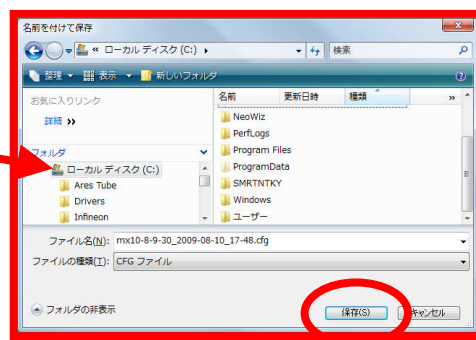 名前を付けて保存
« ローカル ディスク (C:) ▸ 検索
整理 ▼ 表示 ▼ 新しいフォルダ
お気に入りリンク
詳細 »
フォルダ
ローカル ディスク (C:)
Ares Tube
Drivers
Infineon
名前 更新日時 種類 »
NeoWiz
PerfLogs
Program Files
ProgramData
SMRTNTKY
Windows
ユーザー
ファイル名(N): mx10-8-9-30_2009-08-10_17-48.cfg
ファイルの種類(T): CFG ファイル
フォルダの非表示 保存(S) キャンセル